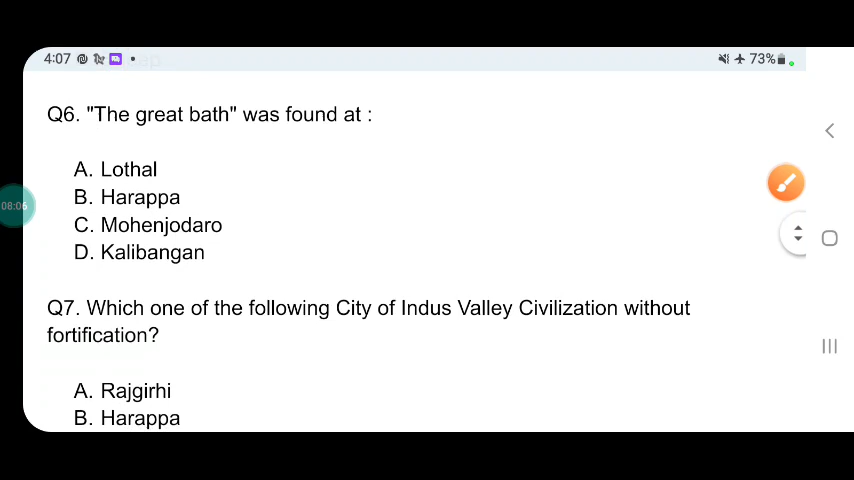 4:07
73%
Q6. "The great bath" was found at :
A. Lothal
B. Harappa
08:06
C. Mohenjodaro
D. Kalibangan
Q7. Which one of the following City of Indus Valley Civilization without
fortification?
A. Rajgirhi
B. Harappa